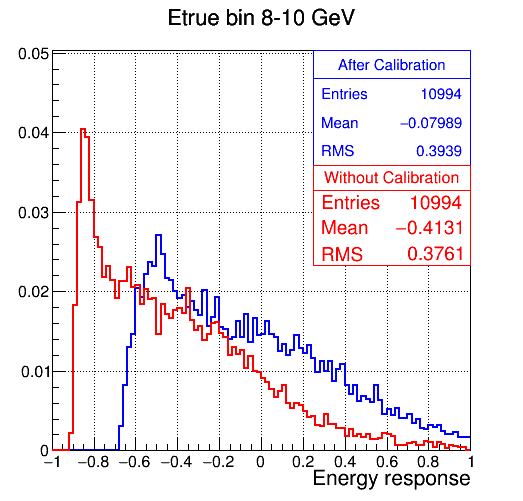 Etrue bin 8-10 GeV
After Calibration
Entries 10994
Mean −0.07989
RMS 0.3939
Without Calibration
Entries 10994
Mean −0.4131
RMS 0.3761
0.05
0.04
0.03
0.02
0.01
0
−1 −0.8 −0.6 −0.4 −0.2 0 0.2 0.4 0.6 0.8 1
Energy response